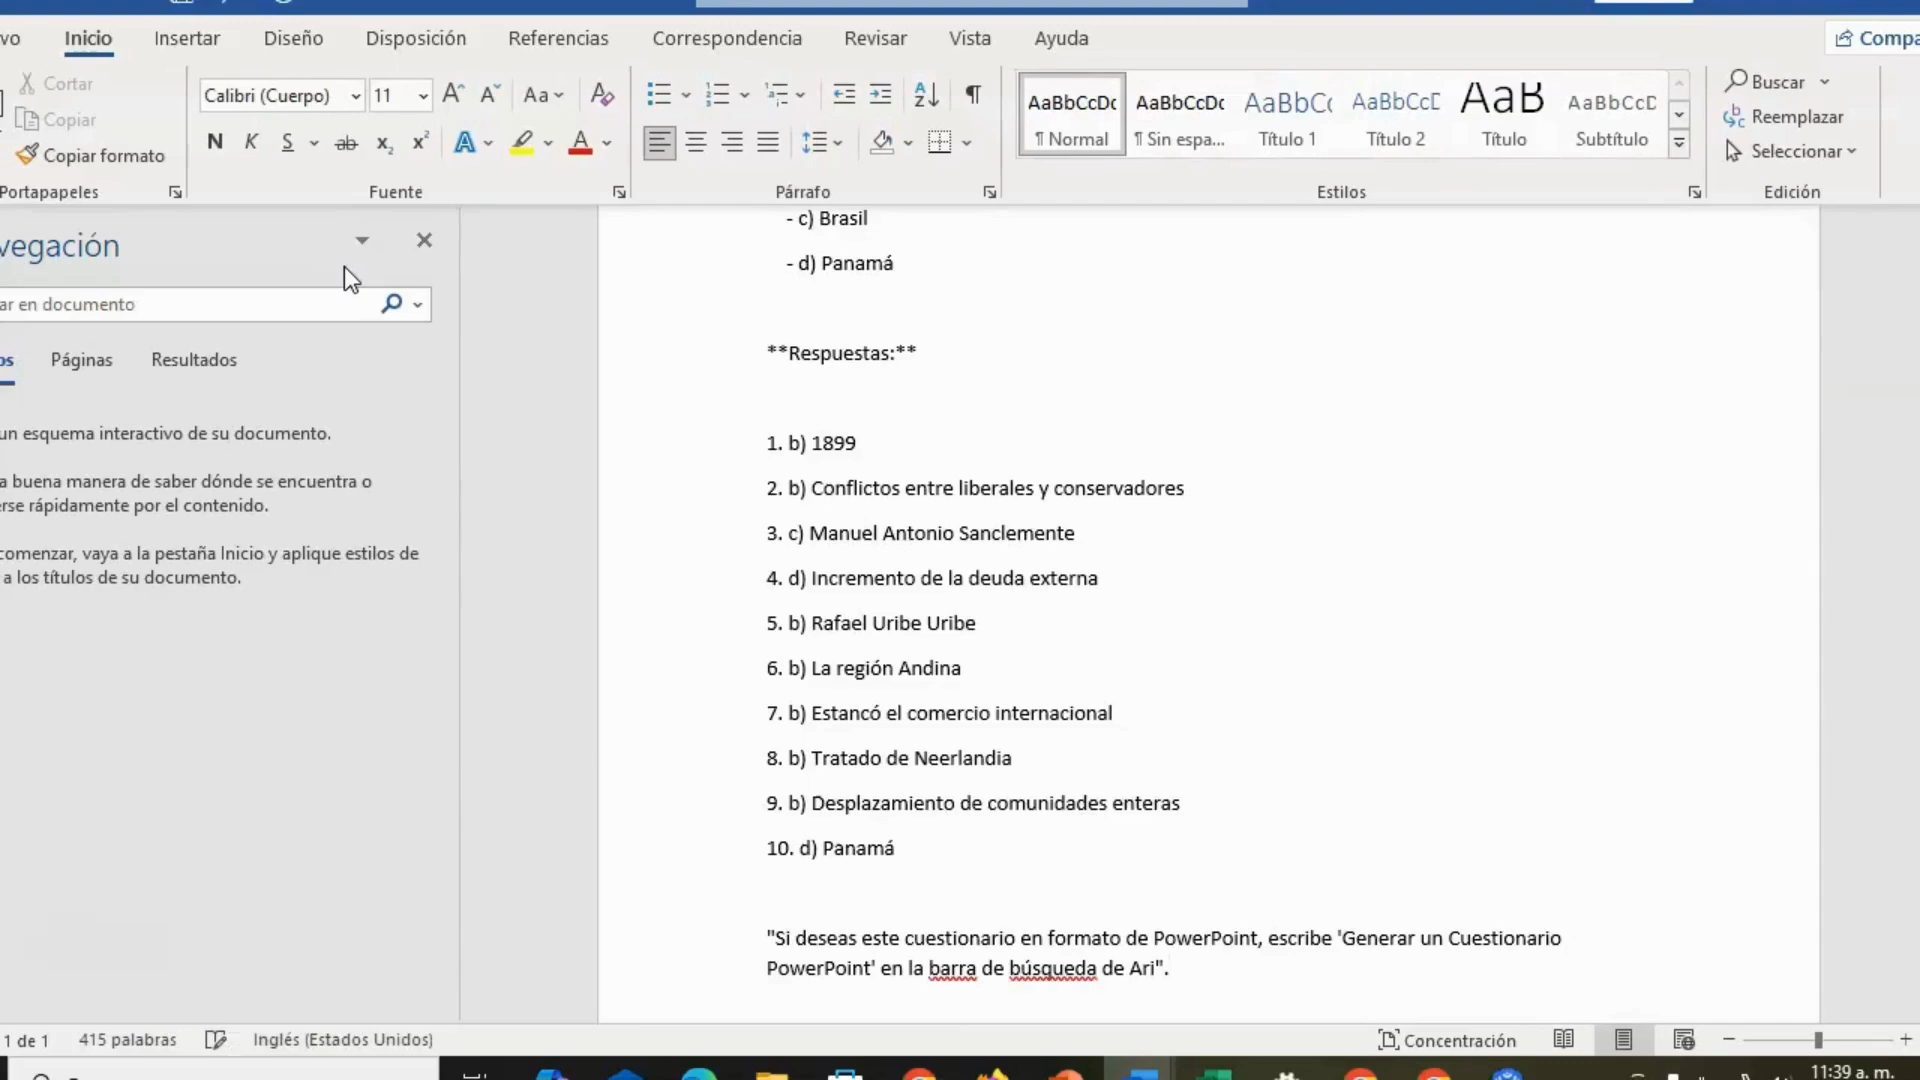 Inicio Insertar Diseño Disposición Referencias Correspondencia Revisar Vista Ayuda
Cortar
Copiar
Copiar formato
Portapapeles
Calibri (Cuerpo) 11
Aa
N K S ab x₂ x² A A
Fuente
Párrafo
AaBbCcDc AaBbCcDc AaBbCc AaBbCcD AaB AaBbCcD
¶ Normal ¶ Sin espa... Título 1 Título 2 Título Subtítulo
Estilos
Buscar
Reemplazar
Seleccionar
Edición
vegación
ar en documento
Páginas Resultados
un esquema interactivo de su documento.
a buena manera de saber dónde se encuentra o
erse rápidamente por el contenido.
comenzar, vaya a la pestaña Inicio y aplique estilos de
a los títulos de su documento.
- c) Brasil
- d) Panamá
**Respuestas:**
1. b) 1899
2. b) Conflictos entre liberales y conservadores
3. c) Manuel Antonio Sanclemente
4. d) Incremento de la deuda externa
5. b) Rafael Uribe Uribe
6. b) La región Andina
7. b) Estancó el comercio internacional
8. b) Tratado de Neerlandia
9. b) Desplazamiento de comunidades enteras
10. d) Panamá
"Si deseas este cuestionario en formato de PowerPoint, escribe 'Generar un Cuestionario
PowerPoint' en la barra de búsqueda de Ari".
1 de 1 415 palabras Inglés (Estados Unidos) Concentración
11:39 a. m.